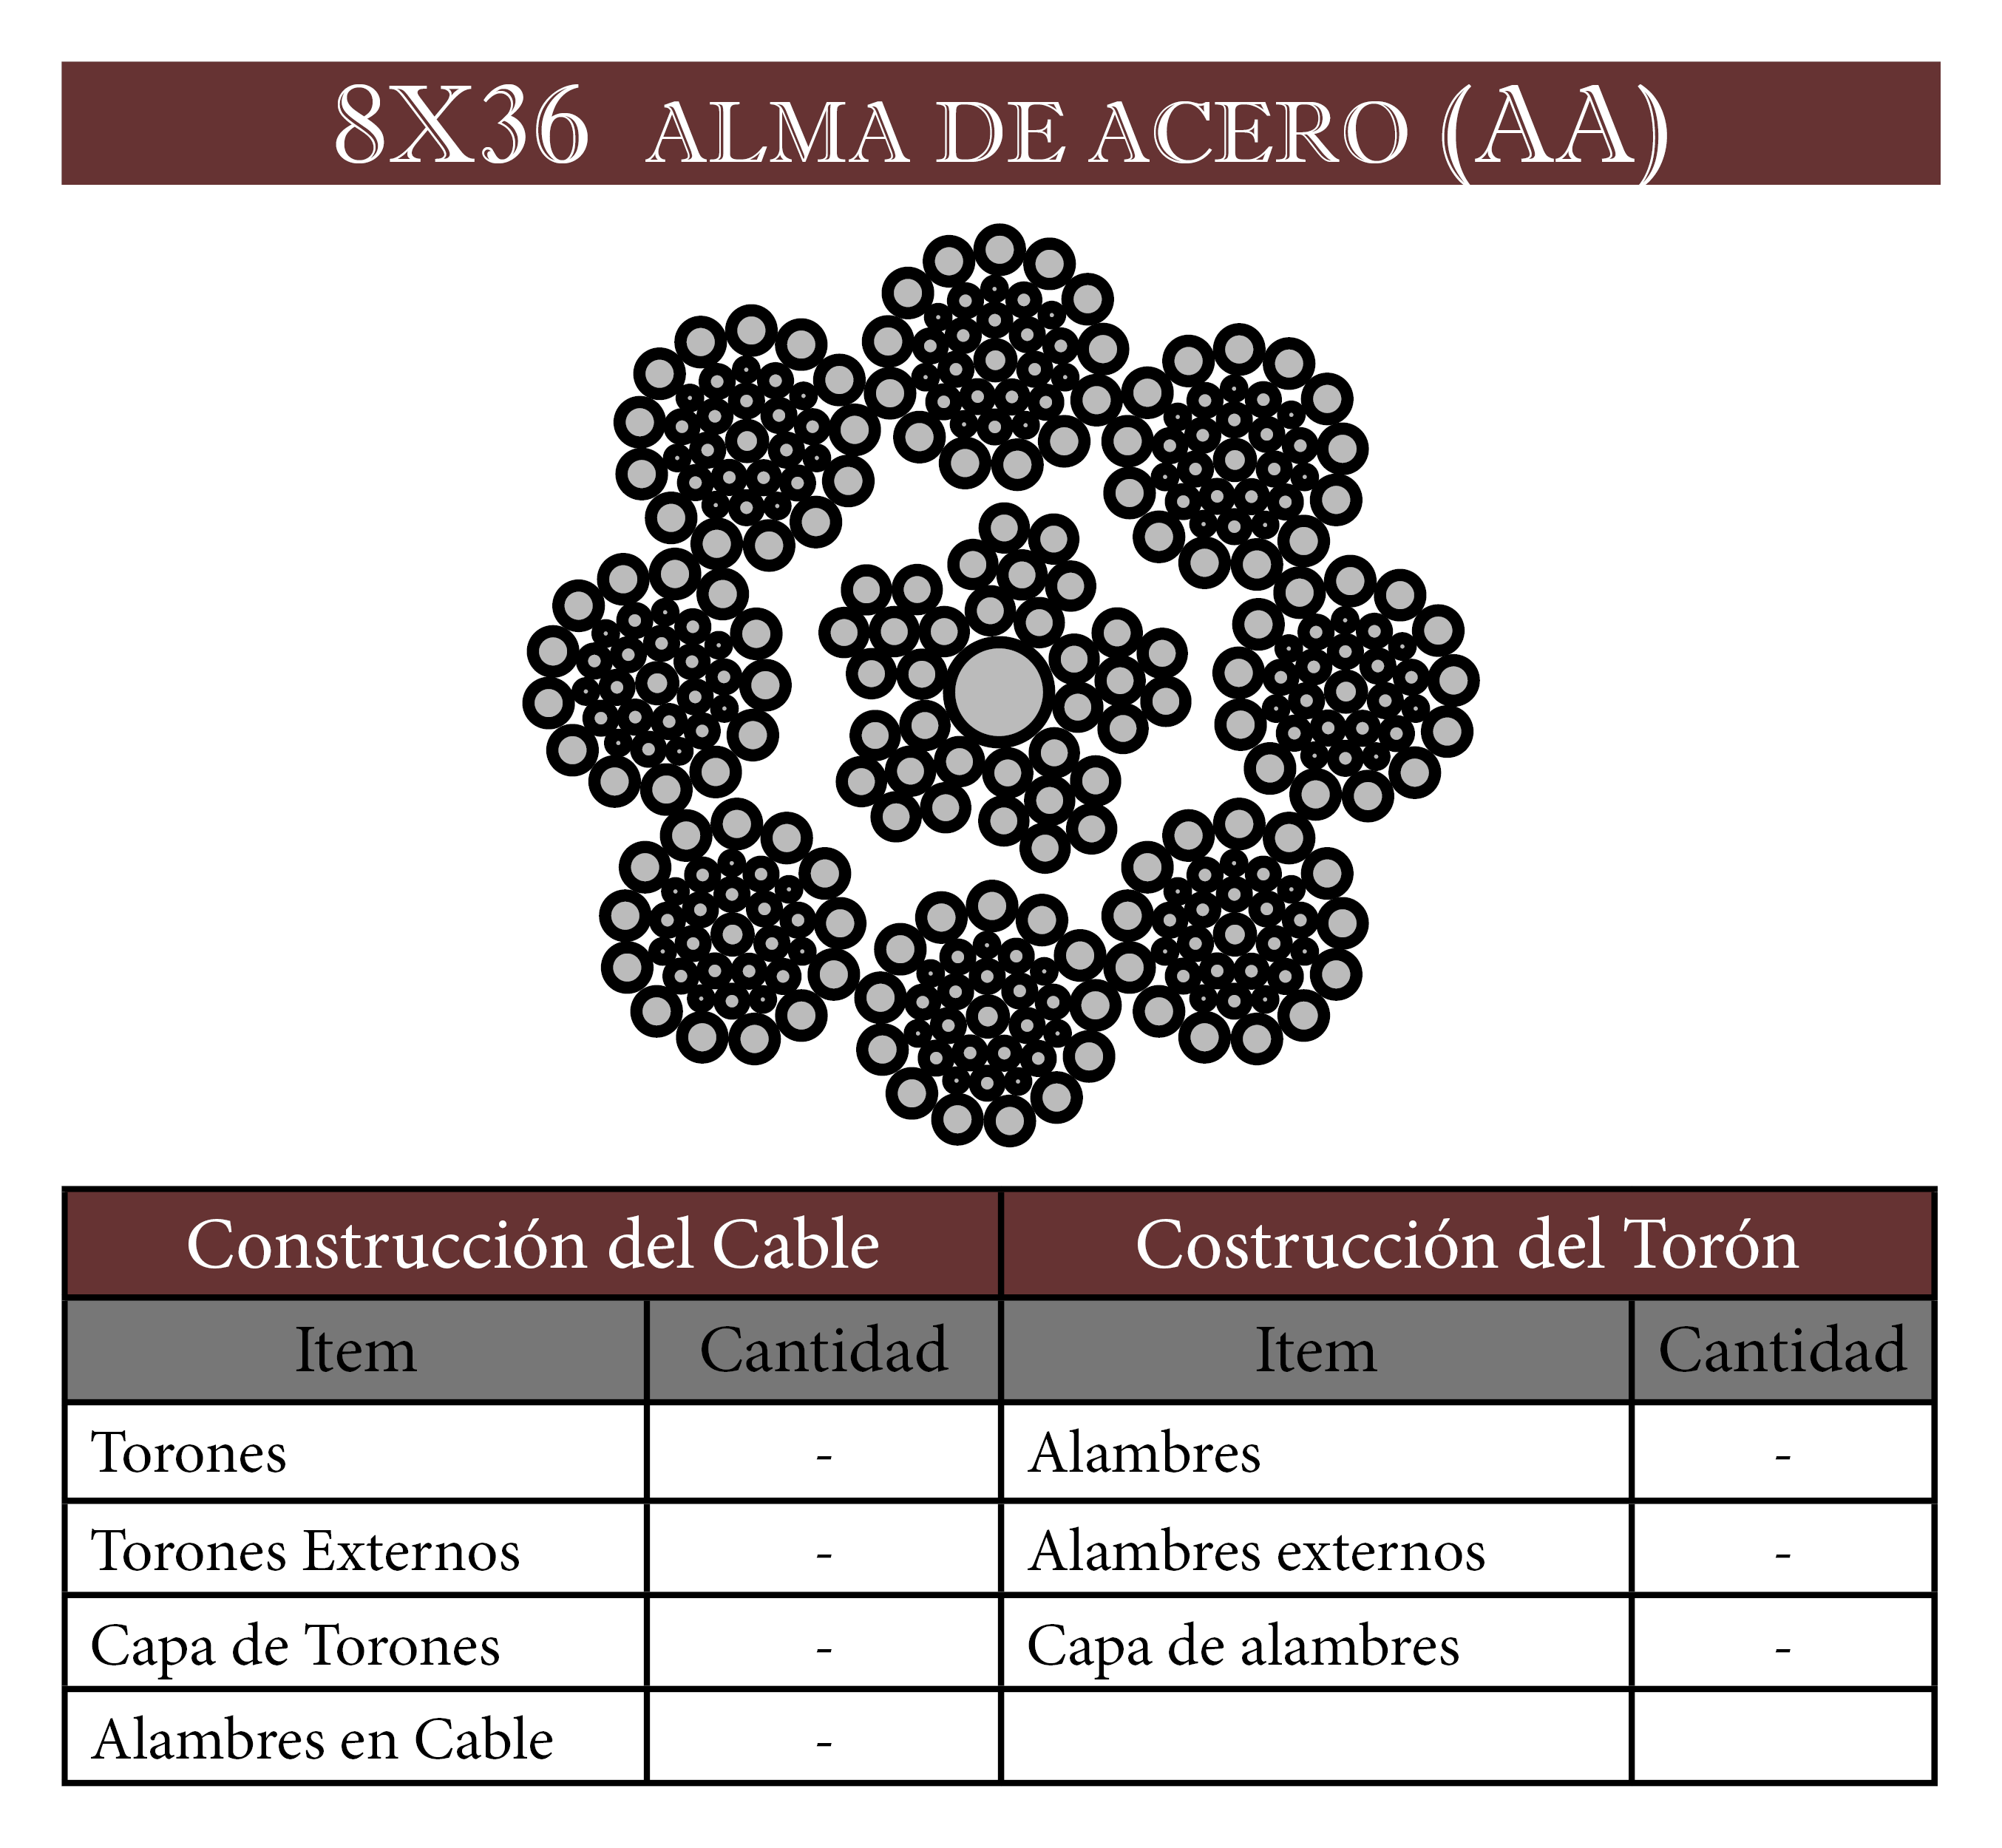 8X36 ALMA DE ACERO (AA)
Construcción del Cable Costrucción del Torón
Item Cantidad Item Cantidad
Torones - Alambres -
Torones Externos - Alambres externos -
Capa de Torones - Capa de alambres -
Alambres en Cable -